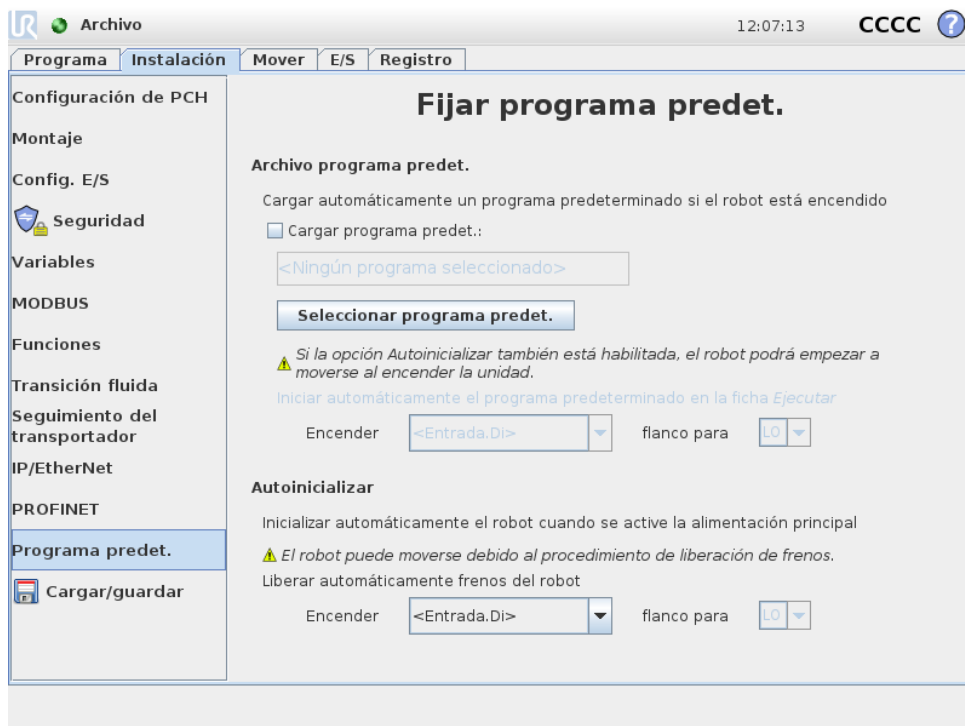 UR Archivo 12:07:13 CCCC ?
Programa Instalación Mover E/S Registro
Configuración de PCH
Montaje
Config. E/S
Seguridad
Variables
MODBUS
Funciones
Transición fluida
Seguimiento del
transportador
IP/EtherNet
PROFINET
Programa predet.
Cargar/guardar
Fijar programa predet.
Archivo programa predet.
Cargar automáticamente un programa predeterminado si el robot está encendido
Cargar programa predet.:
<Ningún programa seleccionado>
Seleccionar programa predet.
Si la opción Autoinicializar también está habilitada, el robot podrá empezar a
moverse al encender la unidad.
Iniciar automáticamente el programa predeterminado en la ficha Ejecutar
Encender <Entrada.Di> flanco para LO
Autoinicializar
Inicializar automáticamente el robot cuando se active la alimentación principal
El robot puede moverse debido al procedimiento de liberación de frenos.
Liberar automáticamente frenos del robot
Encender <Entrada.Di> flanco para LO